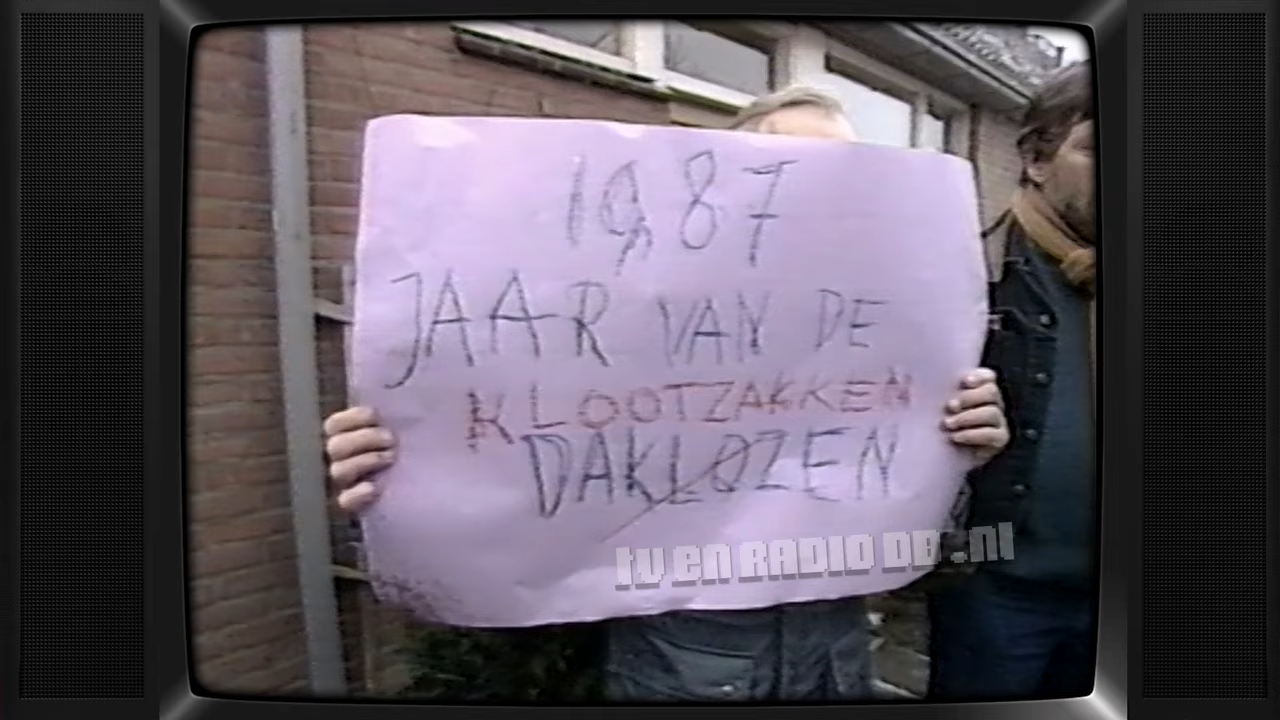 1987
JAAR VAN DE
KLOOTZAKKEN
DAKLOZEN
TV EN RADIO DB .nl